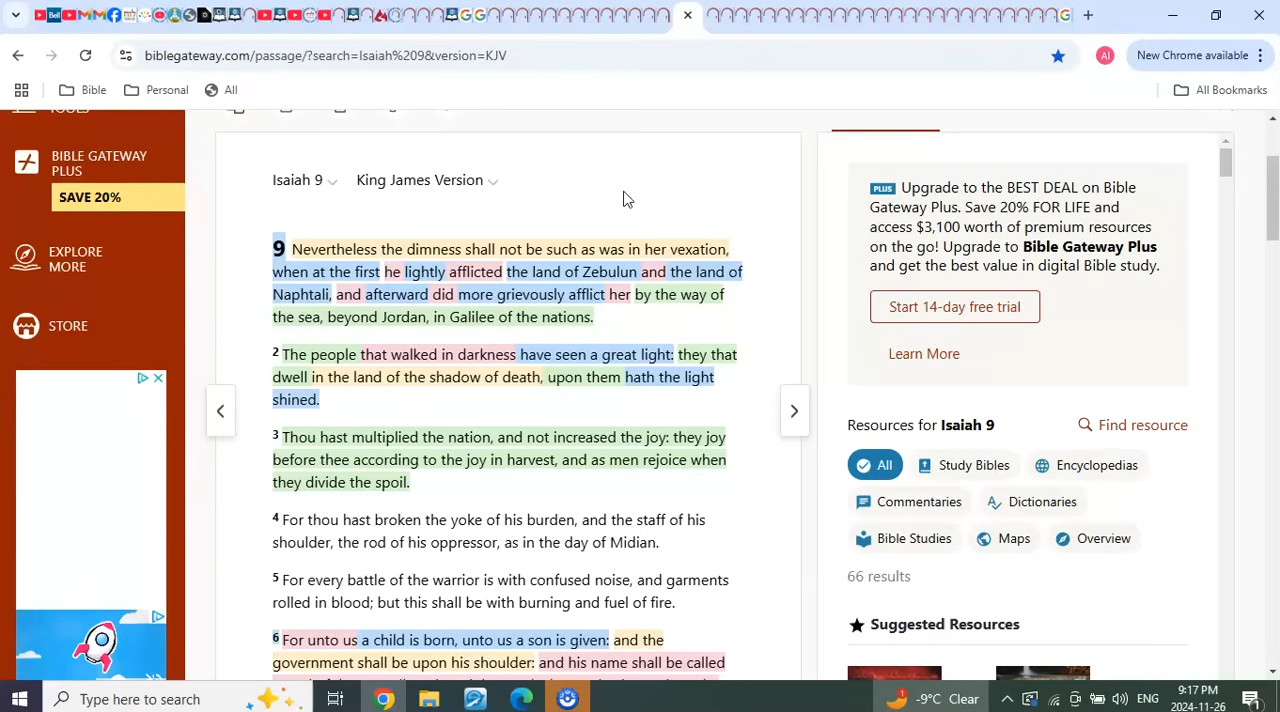 biblegateway.com/passage/?search=Isaiah%209&version=KJV
AI
New Chrome available
Bible
Personal
All
All Bookmarks
TOOLS
BIBLE GATEWAY
PLUS
SAVE 20%
EXPLORE
MORE
STORE
Isaiah 9
King James Version
9 Nevertheless the dimness shall not be such as was in her vexation,
when at the first he lightly afflicted the land of Zebulun and the land of
Naphtali, and afterward did more grievously afflict her by the way of
the sea, beyond Jordan, in Galilee of the nations.
2 The people that walked in darkness have seen a great light: they that
dwell in the land of the shadow of death, upon them hath the light
shined.
3 Thou hast multiplied the nation, and not increased the joy: they joy
before thee according to the joy in harvest, and as men rejoice when
they divide the spoil.
4 For thou hast broken the yoke of his burden, and the staff of his
shoulder, the rod of his oppressor, as in the day of Midian.
5 For every battle of the warrior is with confused noise, and garments
rolled in blood; but this shall be with burning and fuel of fire.
6 For unto us a child is born, unto us a son is given: and the
government shall be upon his shoulder: and his name shall be called
PLUS Upgrade to the BEST DEAL on Bible
Gateway Plus. Save 20% FOR LIFE and
access $3,100 worth of premium resources
on the go! Upgrade to Bible Gateway Plus
and get the best value in digital Bible study.
Start 14-day free trial
Learn More
Resources for Isaiah 9
Find resource
All
Study Bibles
Encyclopedias
Commentaries
Dictionaries
Bible Studies
Maps
Overview
66 results
Suggested Resources
Type here to search
-9°C Clear
ENG
9:17 PM
2024-11-26
1